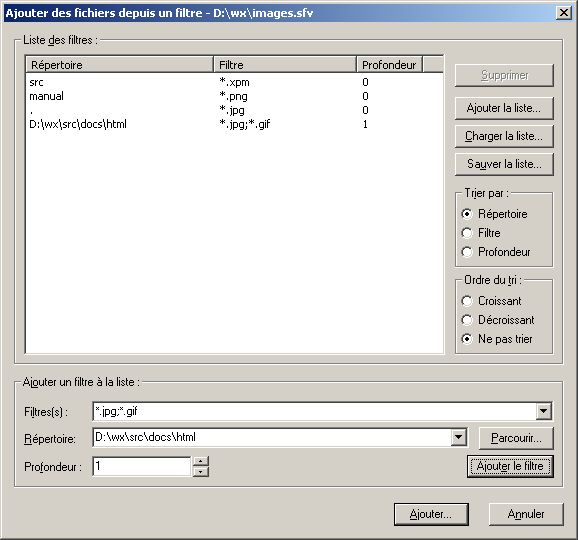 Ajouter des fichiers depuis un filtre - D:\wx\images.sfv
Liste des filtres :
Répertoire Filtre Profondeur
src *.xpm 0
manual *.png 0
. *.jpg 0
D:\wx\src\docs\html *.jpg;*.gif 1
Supprimer
Ajouter la liste...
Charger la liste...
Sauver la liste...
Trier par :
Répertoire
Filtre
Profondeur
Ordre du tri :
Croissant
Décroissant
Ne pas trier
Ajouter un filtre à la liste :
Filtres(s) : *.jpg;*.gif
Répertoire: D:\wx\src\docs\html Parcourir...
Profondeur : 1 Ajouter le filtre
Ajouter... Annuler